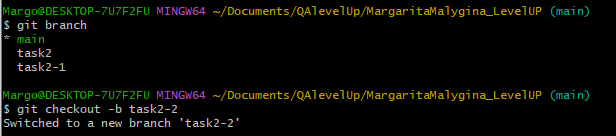 Margo@DESKTOP-7U7F2FU MINGW64 ~/Documents/QAlevelUp/MargaritaMalygina_LevelUP (main)
$ git branch
* main
  task2
  task2-1

Margo@DESKTOP-7U7F2FU MINGW64 ~/Documents/QAlevelUp/MargaritaMalygina_LevelUP (main)
$ git checkout -b task2-2
Switched to a new branch 'task2-2'